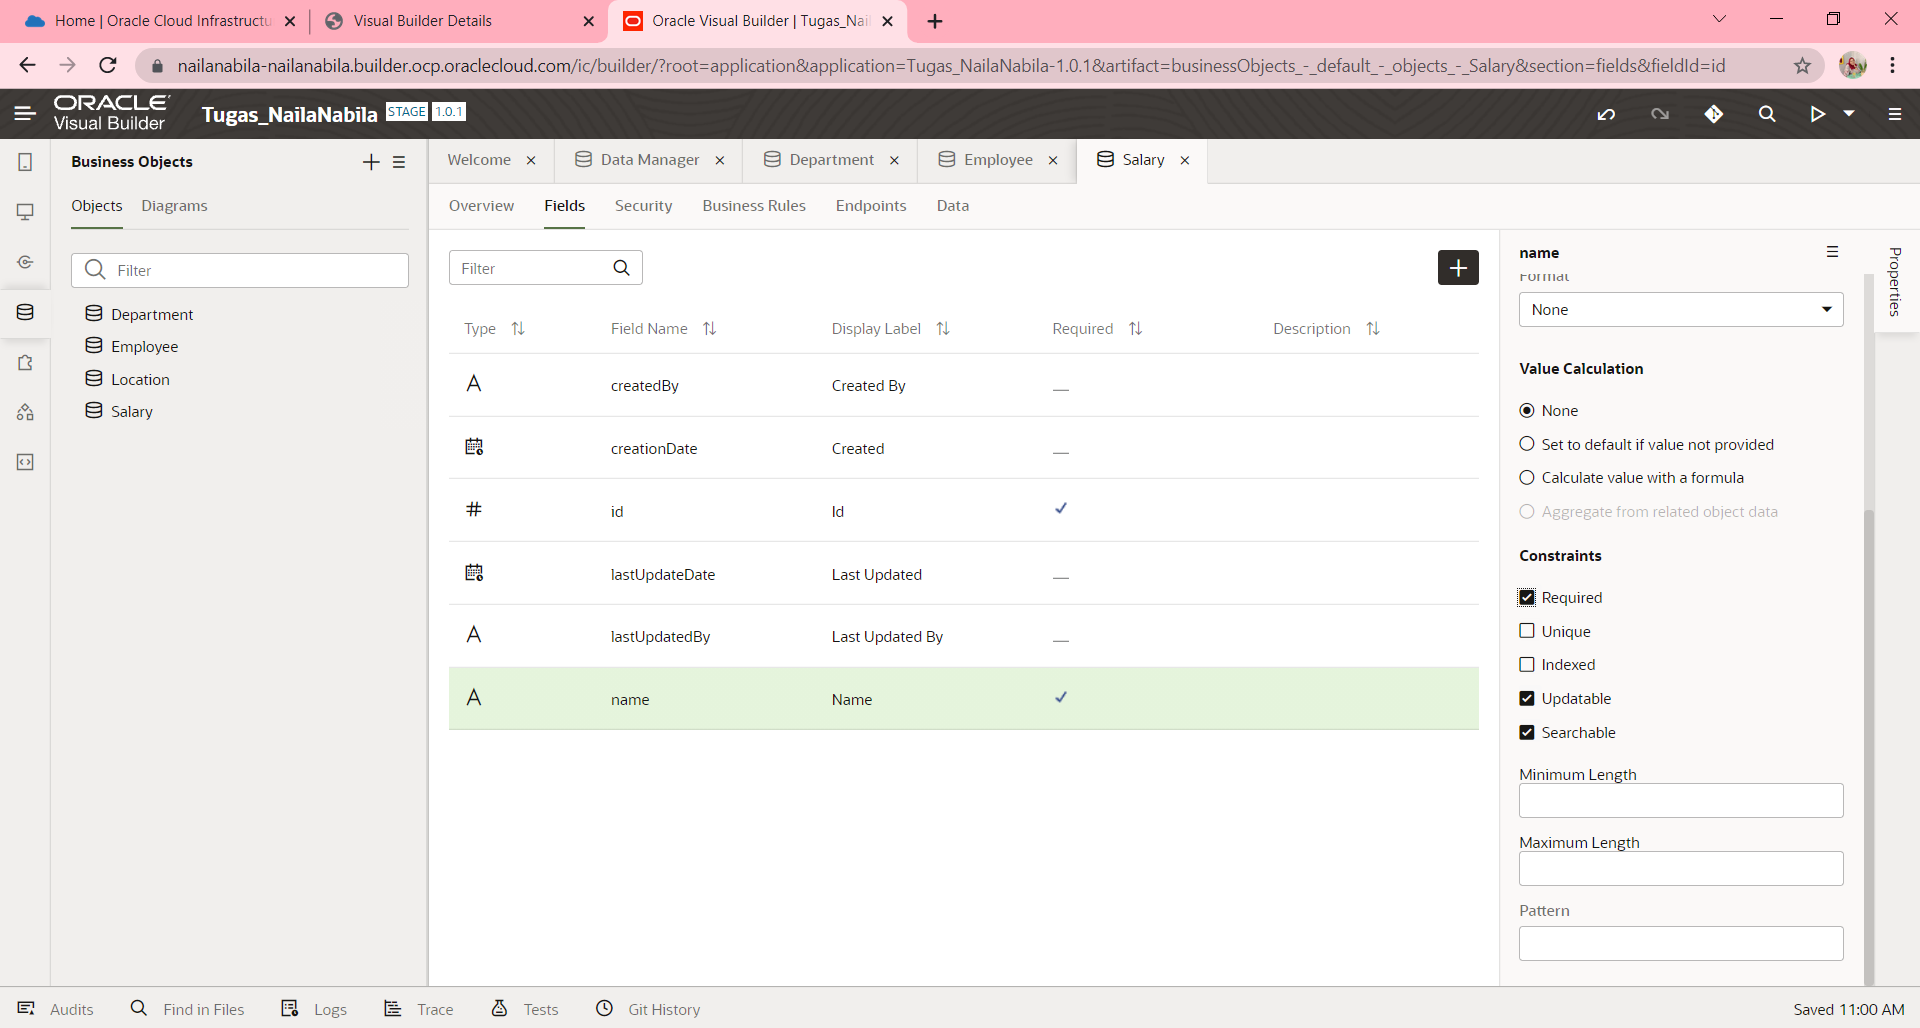 Home | Oracle Cloud Infrastructu
Visual Builder Details
Oracle Visual Builder | Tugas_Nai
nailanabila-nailanabila.builder.ocp.oraclecloud.com/ic/builder/?root=application&application=Tugas_NailaNabila-1.0.1&artifact=businessObjects_-_default_-_objects_-_Salary&section=fields&fieldId=id
ORACLE
Visual Builder
Tugas_NailaNabila STAGE 1.0.1
Business Objects
Objects Diagrams
Filter
Department
Employee
Location
Salary
Welcome Data Manager Department Employee Salary
Overview Fields Security Business Rules Endpoints Data
Filter
Type Field Name Display Label Required Description
A createdBy Created By
creationDate Created
# id Id
lastUpdateDate Last Updated
A lastUpdatedBy Last Updated By
A name Name
name
Format
None
Value Calculation
None
Set to default if value not provided
Calculate value with a formula
Aggregate from related object data
Constraints
Required
Unique
Indexed
Updatable
Searchable
Minimum Length
Maximum Length
Pattern
Properties
Audits Find in Files Logs Trace Tests Git History
Saved 11:00 AM